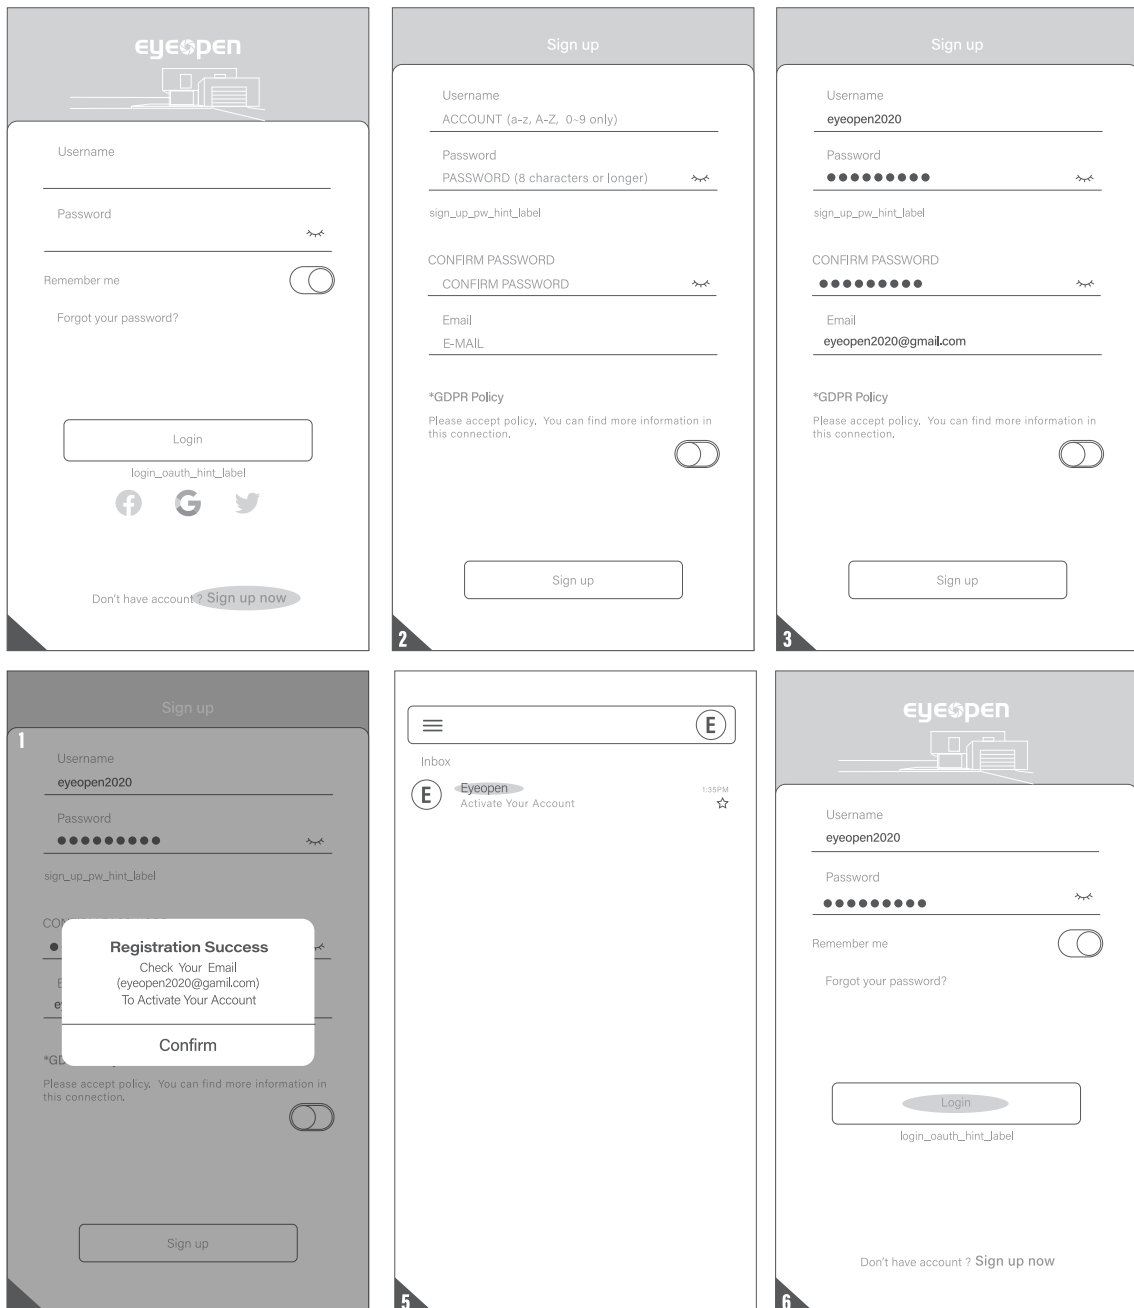 eyeopen
Username
Password
Remember me
Forgot your password?
Login
login_oauth_hint_label
Don't have account ? Sign up now
Sign up
Username
ACCOUNT (a-z, A-Z, 0~9 only)
Password
PASSWORD (8 characters or longer)
sign_up_pw_hint_label
CONFIRM PASSWORD
CONFIRM PASSWORD
Email
E-MAIL
*GDPR Policy
Please accept policy. You can find more information in
this connection.
Sign up
2
Sign up
Username
eyeopen2020
Password
sign_up_pw_hint_label
CONFIRM PASSWORD
Email
eyeopen2020@gmail.com
*GDPR Policy
Please accept policy. You can find more information in
this connection.
Sign up
3
Sign up
1
Username
eyeopen2020
Password
sign_up_pw_hint_label
CON
Registration Success
Check Your Email
(eyeopen2020@gamil.com)
To Activate Your Account
Confirm
E
ey
*GD
Please accept policy. You can find more information in
this connection.
Sign up
E
Inbox
E
Eyeopen
1:35PM
Activate Your Account
5
eyeopen
Username
eyeopen2020
Password
Remember me
Forgot your password?
Login
login_oauth_hint_label
Don't have account ? Sign up now
6